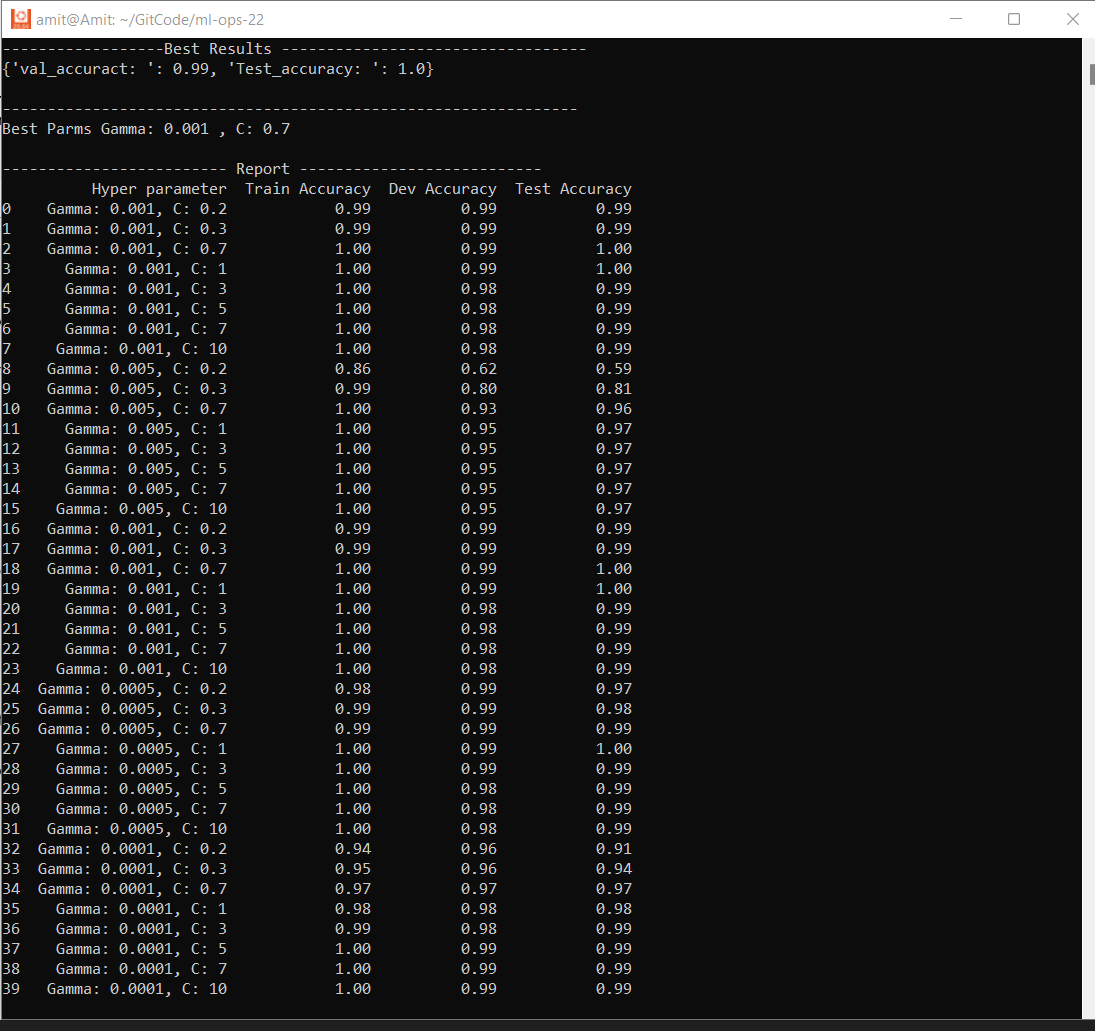 amit@Amit: ~/GitCode/ml-ops-22
------------------Best Results ----------------------------------
{'val_accuract: ': 0.99, 'Test_accuracy: ': 1.0}
----------------------------------------------------------------
Best Parms Gamma: 0.001 , C: 0.7
------------------------- Report ---------------------------
Hyper parameter  Train Accuracy  Dev Accuracy  Test Accuracy
0    Gamma: 0.001, C: 0.2            0.99          0.99           0.99
1    Gamma: 0.001, C: 0.3            0.99          0.99           0.99
2    Gamma: 0.001, C: 0.7            1.00          0.99           1.00
3      Gamma: 0.001, C: 1            1.00          0.99           1.00
4      Gamma: 0.001, C: 3            1.00          0.98           0.99
5      Gamma: 0.001, C: 5            1.00          0.98           0.99
6      Gamma: 0.001, C: 7            1.00          0.98           0.99
7     Gamma: 0.001, C: 10            1.00          0.98           0.99
8    Gamma: 0.005, C: 0.2            0.86          0.62           0.59
9    Gamma: 0.005, C: 0.3            0.99          0.80           0.81
10   Gamma: 0.005, C: 0.7            1.00          0.93           0.96
11     Gamma: 0.005, C: 1            1.00          0.95           0.97
12     Gamma: 0.005, C: 3            1.00          0.95           0.97
13     Gamma: 0.005, C: 5            1.00          0.95           0.97
14     Gamma: 0.005, C: 7            1.00          0.95           0.97
15    Gamma: 0.005, C: 10            1.00          0.95           0.97
16   Gamma: 0.001, C: 0.2            0.99          0.99           0.99
17   Gamma: 0.001, C: 0.3            0.99          0.99           0.99
18   Gamma: 0.001, C: 0.7            1.00          0.99           1.00
19     Gamma: 0.001, C: 1            1.00          0.99           1.00
20     Gamma: 0.001, C: 3            1.00          0.98           0.99
21     Gamma: 0.001, C: 5            1.00          0.98           0.99
22     Gamma: 0.001, C: 7            1.00          0.98           0.99
23    Gamma: 0.001, C: 10            1.00          0.98           0.99
24  Gamma: 0.0005, C: 0.2            0.98          0.99           0.97
25  Gamma: 0.0005, C: 0.3            0.99          0.99           0.98
26  Gamma: 0.0005, C: 0.7            0.99          0.99           0.99
27    Gamma: 0.0005, C: 1            1.00          0.99           1.00
28    Gamma: 0.0005, C: 3            1.00          0.99           0.99
29    Gamma: 0.0005, C: 5            1.00          0.98           0.99
30    Gamma: 0.0005, C: 7            1.00          0.98           0.99
31   Gamma: 0.0005, C: 10            1.00          0.98           0.99
32  Gamma: 0.0001, C: 0.2            0.94          0.96           0.91
33  Gamma: 0.0001, C: 0.3            0.95          0.96           0.94
34  Gamma: 0.0001, C: 0.7            0.97          0.97           0.97
35    Gamma: 0.0001, C: 1            0.98          0.98           0.98
36    Gamma: 0.0001, C: 3            0.99          0.98           0.99
37    Gamma: 0.0001, C: 5            1.00          0.99           0.99
38    Gamma: 0.0001, C: 7            1.00          0.99           0.99
39   Gamma: 0.0001, C: 10            1.00          0.99           0.99